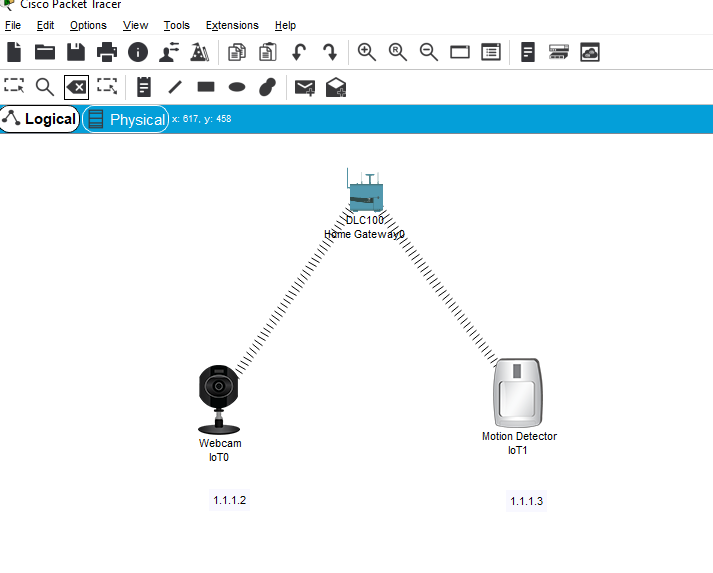 Cisco Packet Tracer
File Edit Options View Tools Extensions Help
Logical Physical x: 617, y: 458
DLC100
Home Gateway0
Webcam
IoT0
Motion Detector
IoT1
1.1.1.2
1.1.1.3